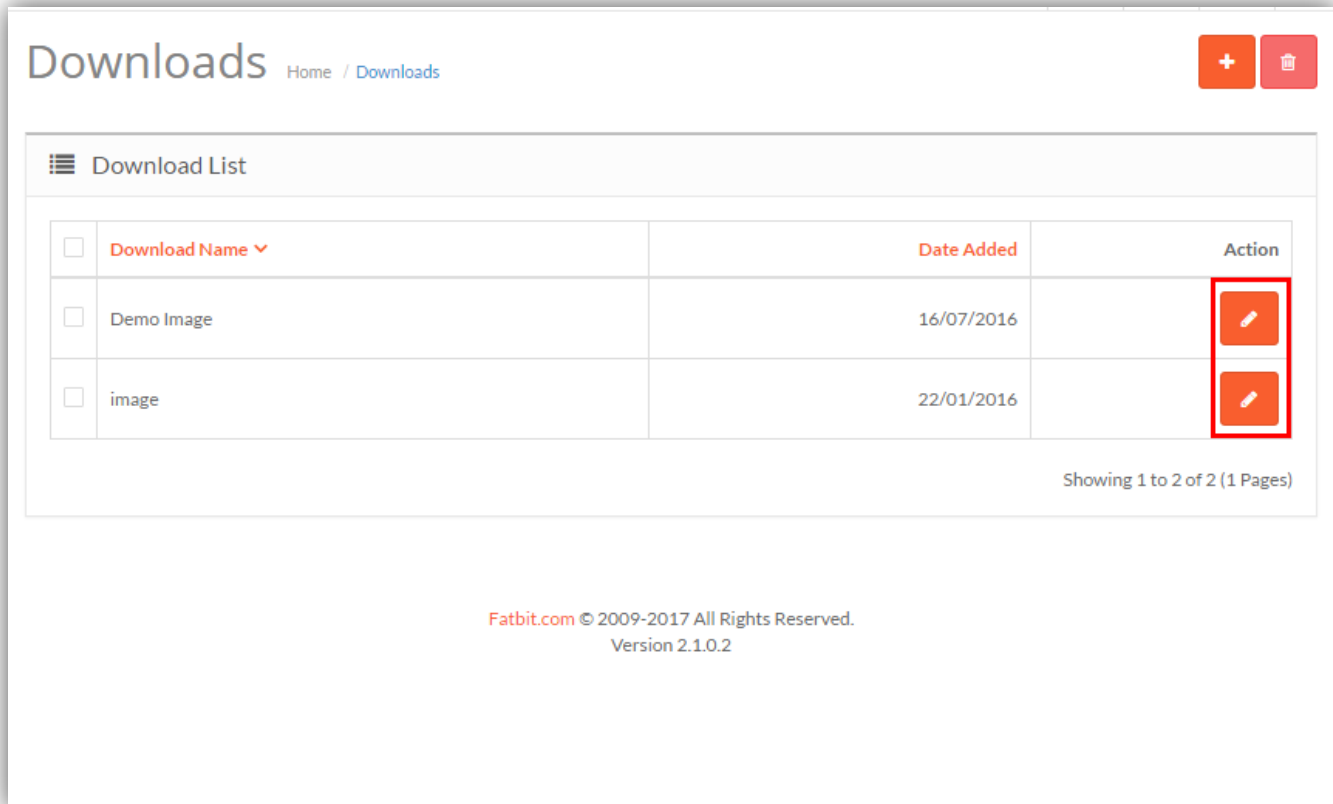 Downloads Home / Downloads
Download List
Download Name Date Added Action
Demo Image 16/07/2016
image 22/01/2016
Showing 1 to 2 of 2 (1 Pages)
Fatbit.com © 2009-2017 All Rights Reserved.
Version 2.1.0.2